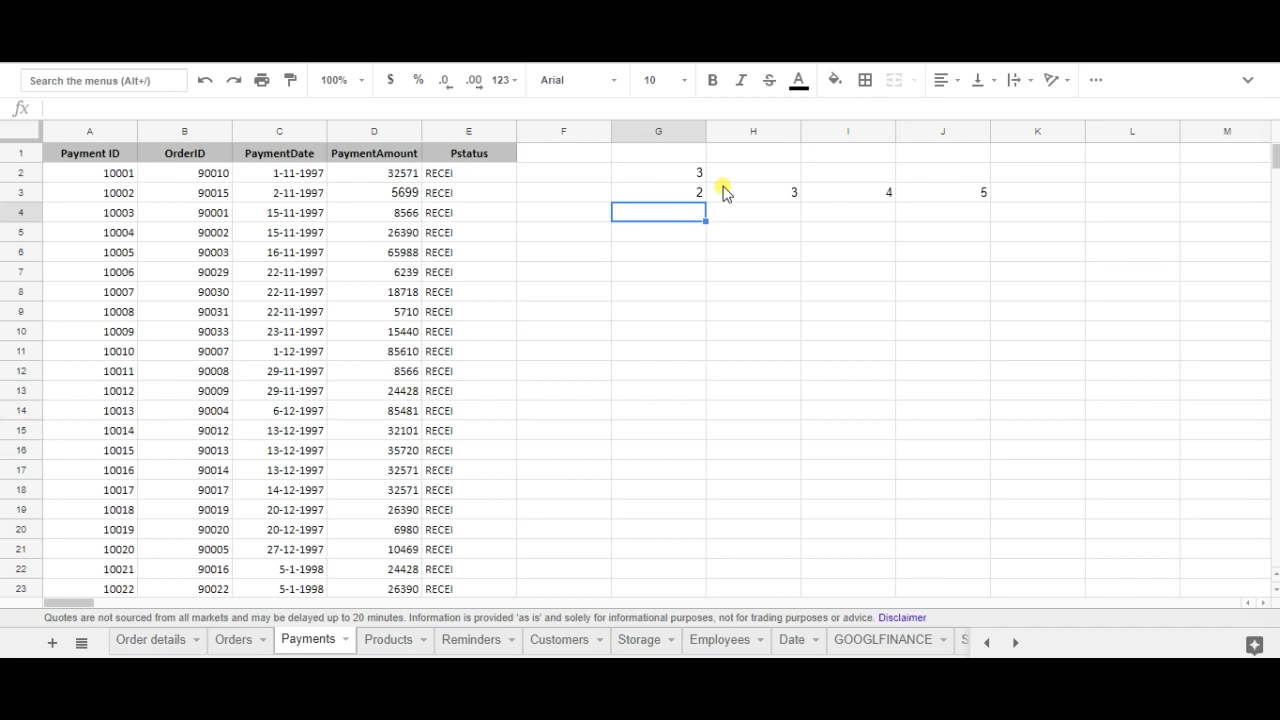 Search the menus (Alt+/) 100% $ % .0 .00 123 Arial 10 B I S A
fx
A B C D E F G H I J K L M
1 Payment ID OrderID PaymentDate PaymentAmount Pstatus
2 10001 90010 1-11-1997 32571 RECEI 3
3 10002 90015 2-11-1997 5699 RECEI 2 3 4 5
4 10003 90001 15-11-1997 8566 RECEI
5 10004 90002 15-11-1997 26390 RECEI
6 10005 90003 16-11-1997 65988 RECEI
7 10006 90029 22-11-1997 6239 RECEI
8 10007 90030 22-11-1997 18718 RECEI
9 10008 90031 22-11-1997 5710 RECEI
10 10009 90033 23-11-1997 15440 RECEI
11 10010 90007 1-12-1997 85610 RECEI
12 10011 90008 29-11-1997 8566 RECEI
13 10012 90009 29-11-1997 24428 RECEI
14 10013 90004 6-12-1997 85481 RECEI
15 10014 90012 13-12-1997 32101 RECEI
16 10015 90013 13-12-1997 35720 RECEI
17 10016 90014 13-12-1997 32571 RECEI
18 10017 90017 14-12-1997 32571 RECEI
19 10018 90019 20-12-1997 26390 RECEI
20 10019 90020 20-12-1997 6980 RECEI
21 10020 90005 27-12-1997 10469 RECEI
22 10021 90016 5-1-1998 24428 RECEI
23 10022 90022 5-1-1998 26390 RECEI
Quotes are not sourced from all markets and may be delayed up to 20 minutes. Information is provided 'as is' and solely for informational purposes, not for trading purposes or advice. Disclaimer
Order details Orders Payments Products Reminders Customers Storage Employees Date GOOGLFINANCE S